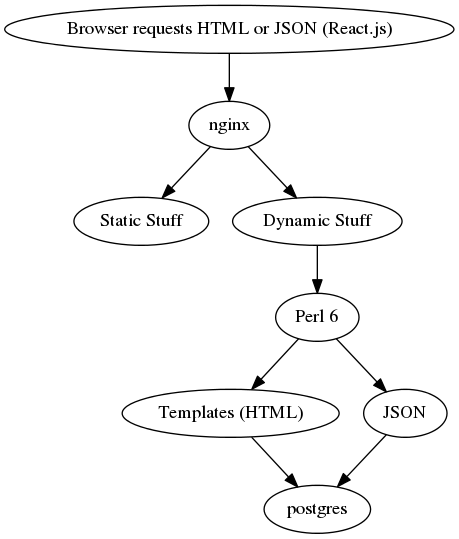 Browser requests HTML or JSON (React.js)
nginx
Static Stuff
Dynamic Stuff
Perl 6
Templates (HTML)
JSON
postgres